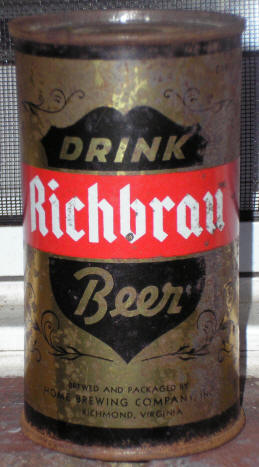 DRINK
Richbrau
Beer
BREWED AND PACKAGED BY
HOME BREWING COMPANY, INC.
RICHMOND, VIRGINIA